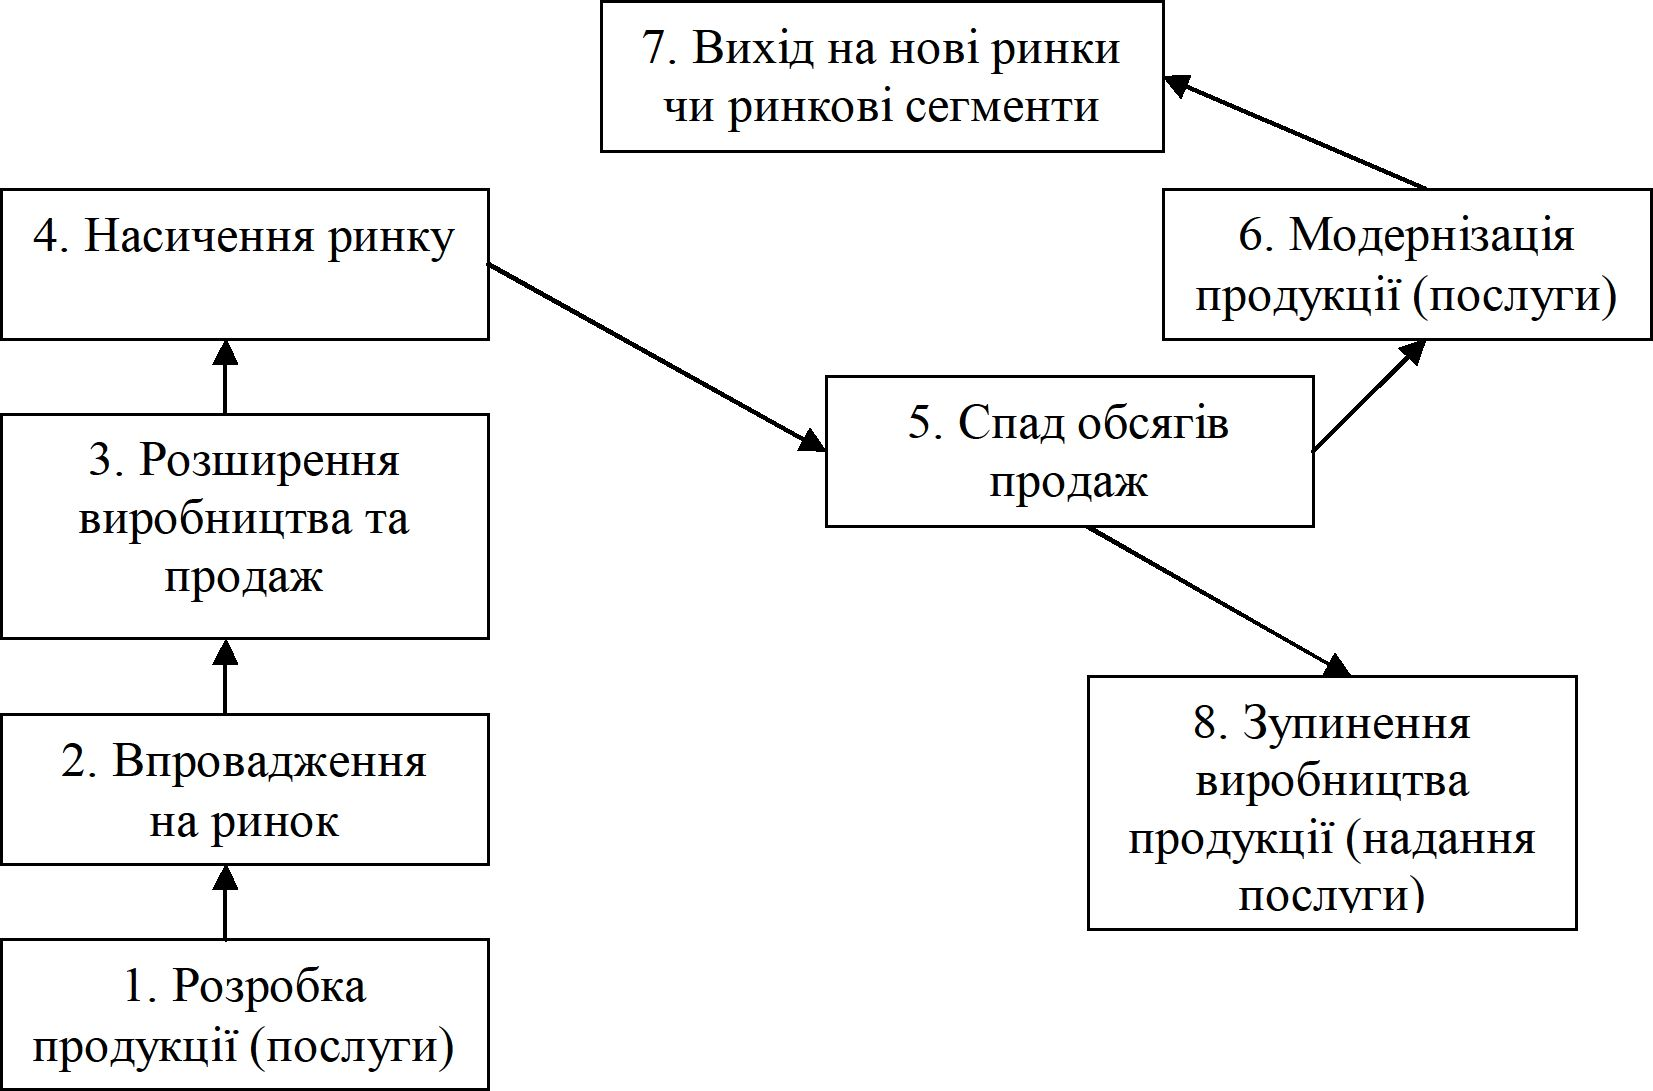 7. Вихід на нові ринки
чи ринкові сегменти
4. Насичення ринку
6. Модернізація
продукції (послуги)
5. Спад обсягів
продаж
3. Розширення
виробництва та
продаж
8. Зупинення
виробництва
продукції (надання
послуги)
2. Впровадження
на ринок
1. Розробка
продукції (послуги)